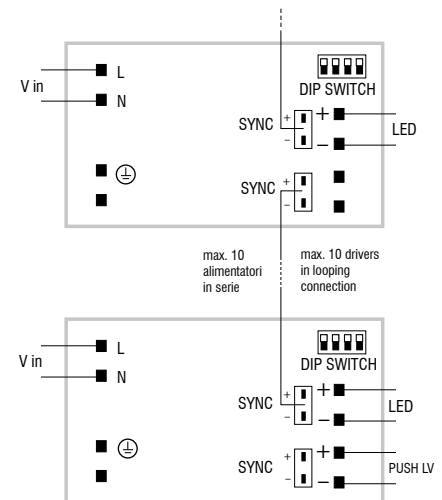 L
DIP SWITCH
V in
N
SYNC
+
−
+
−
LED
SYNC
+
−
max. 10
alimentatori
in serie
max. 10 drivers
in looping
connection
L
DIP SWITCH
V in
N
SYNC
+
−
+
−
LED
SYNC
+
−
+
−
PUSH LV